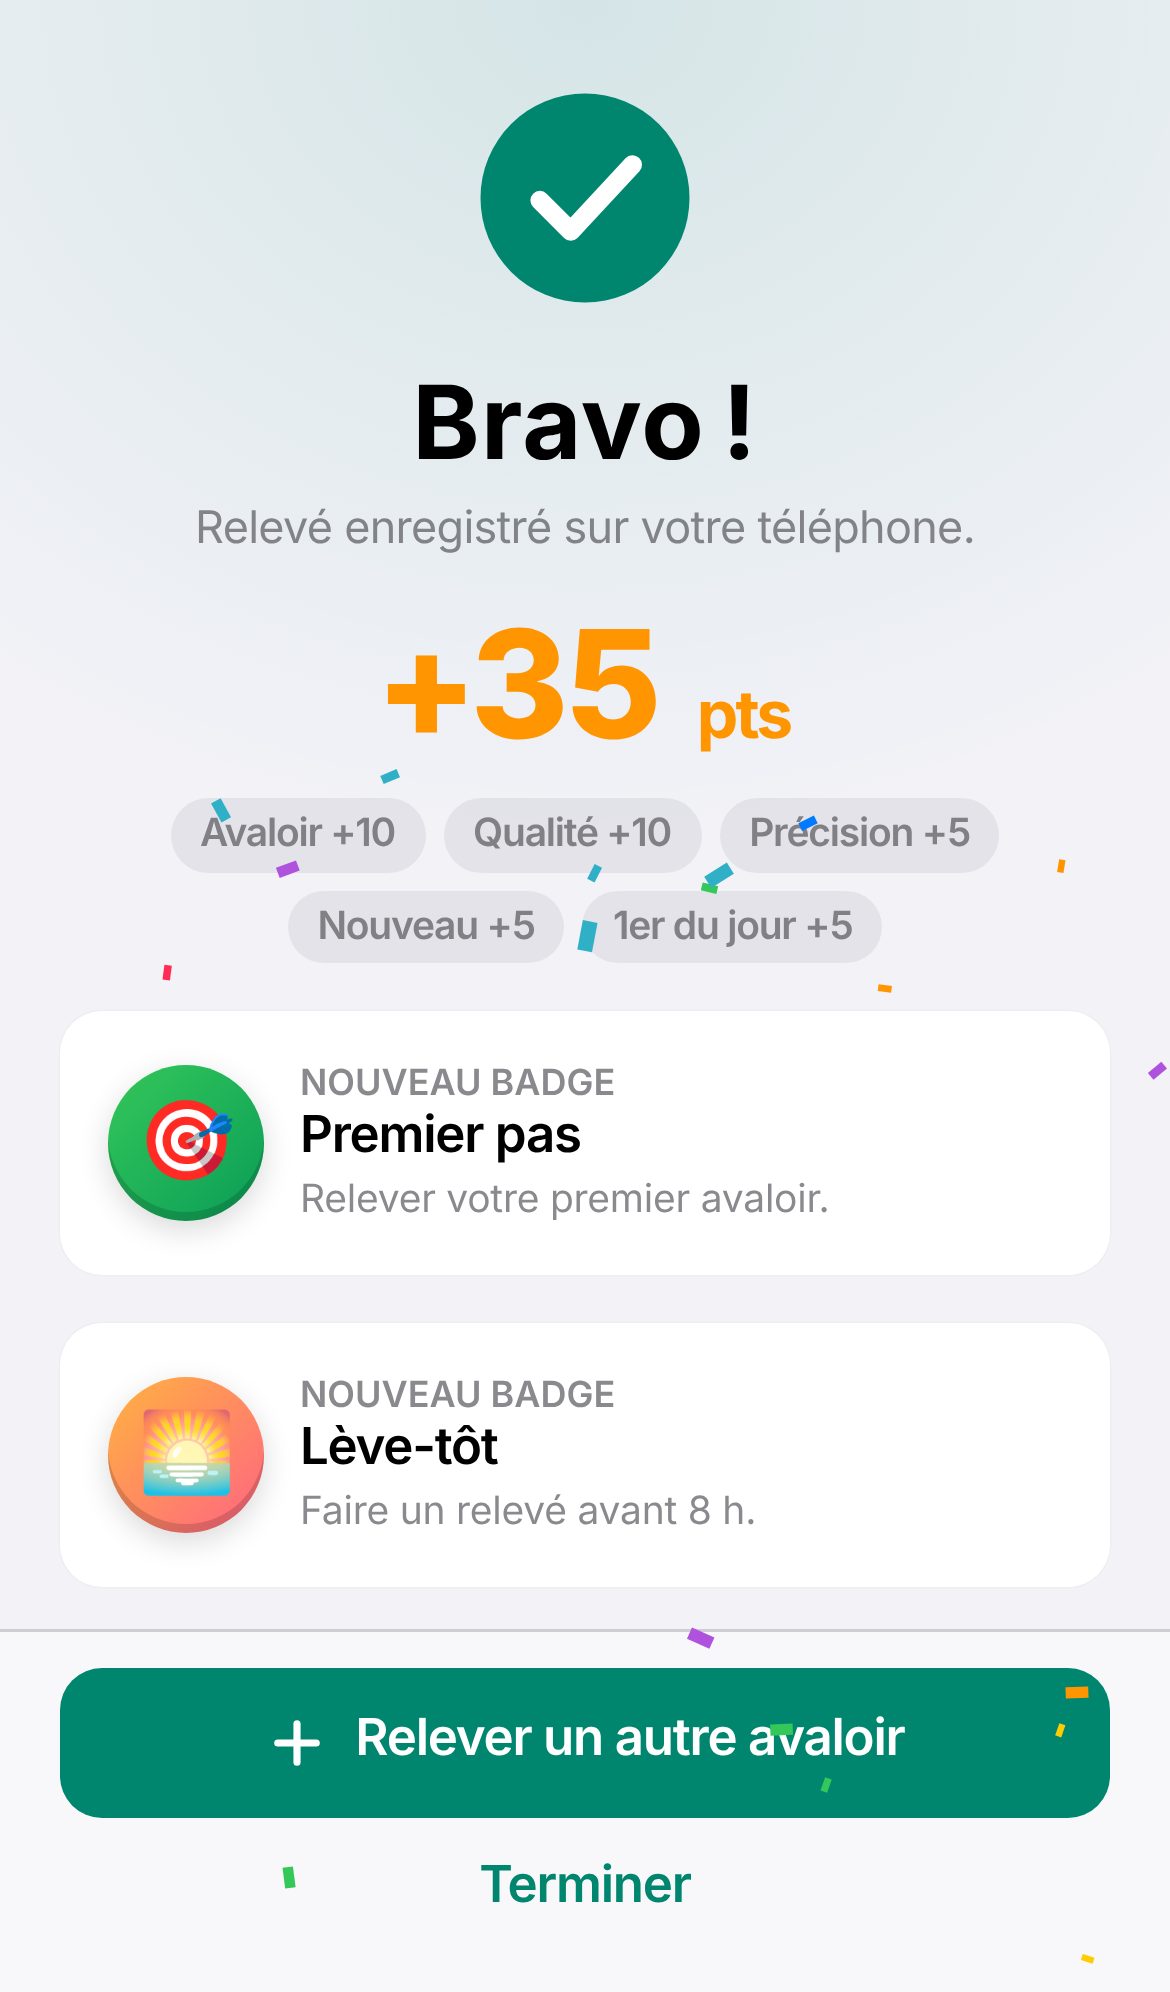 Bravo !
Relevé enregistré sur votre téléphone.
+35 pts
Avaloir +10
Qualité +10
Précision +5
Nouveau +5
1er du jour +5
NOUVEAU BADGE
Premier pas
Relever votre premier avaloir.
NOUVEAU BADGE
Lève-tôt
Faire un relevé avant 8 h.
+ Relever un autre avaloir
Terminer